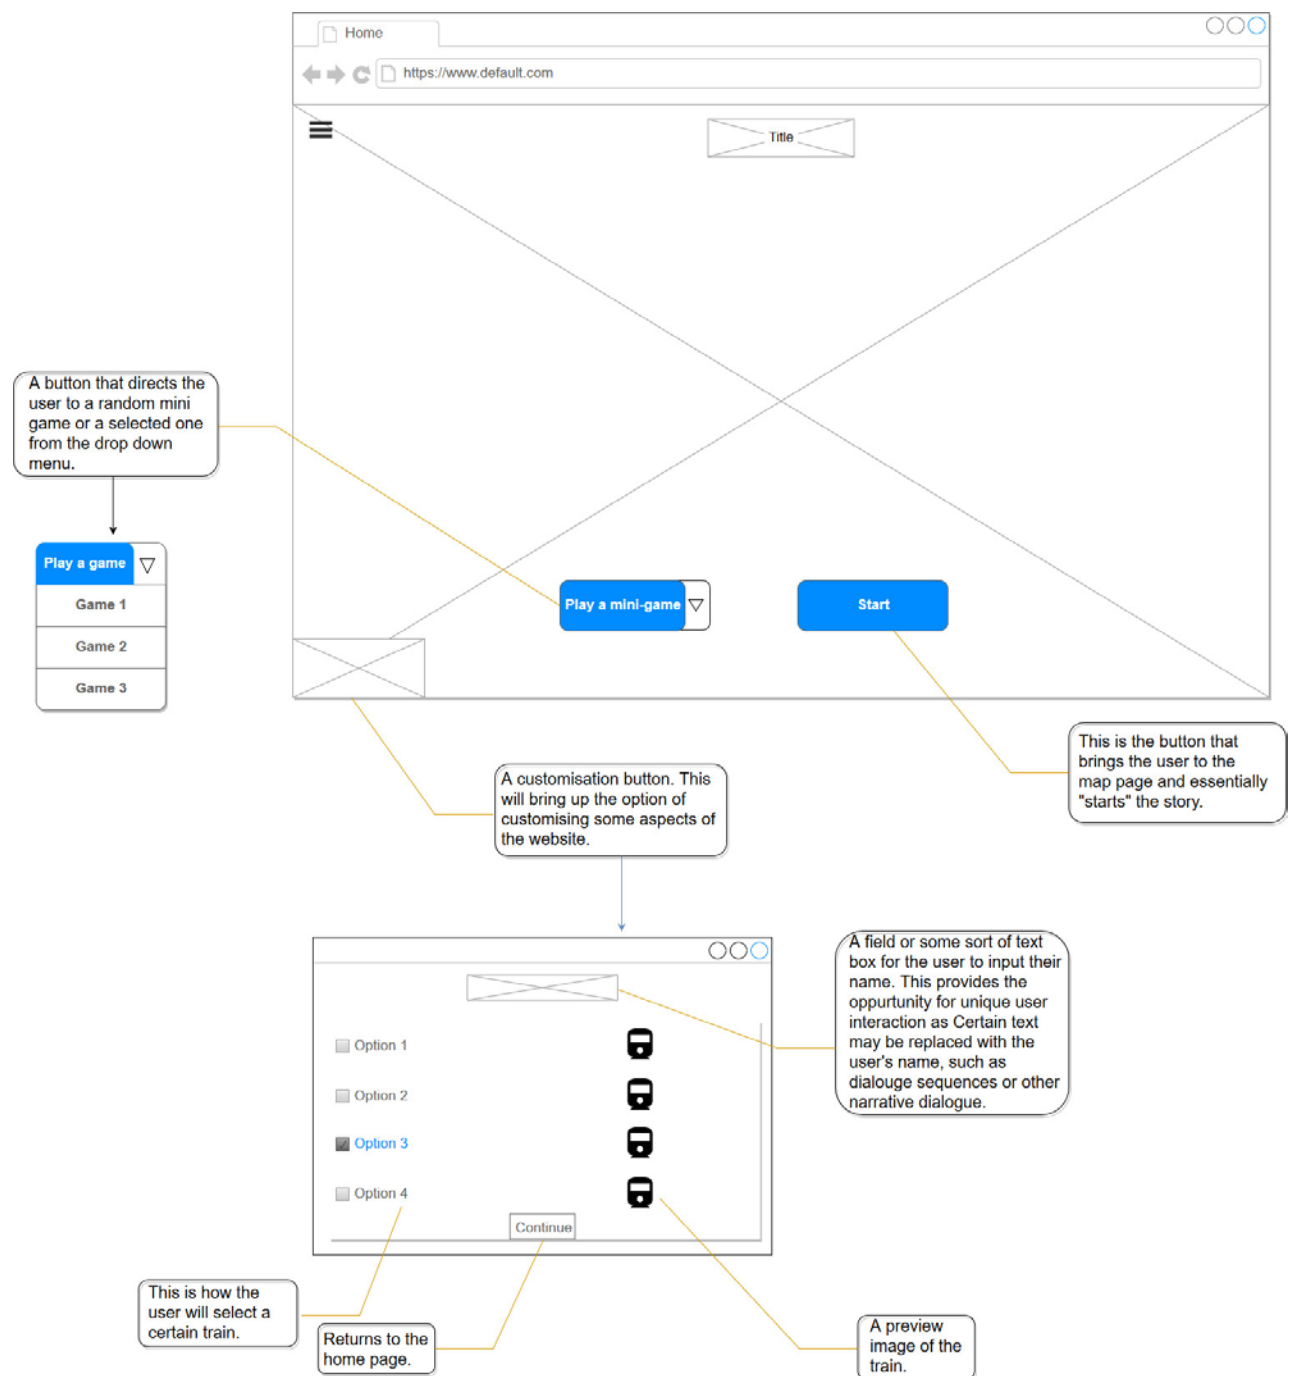 Home
https://www.default.com
Title
A button that directs the
user to a random mini
game or a selected one
from the drop down
menu.
Play a game
Game 1
Game 2
Game 3
Play a mini-game
Start
This is the button that
brings the user to the
map page and essentially
"starts" the story.
A customisation button. This
will bring up the option of
customising some aspects of
the website.
A field or some sort of text
box for the user to input their
name. This provides the
oppurtunity for unique user
interaction as Certain text
may be replaced with the
user's name, such as
dialouge sequences or other
narrative dialogue.
Option 1
Option 2
Option 3
Option 4
Continue
This is how the
user will select a
certain train.
Returns to the
home page.
A preview
image of the
train.